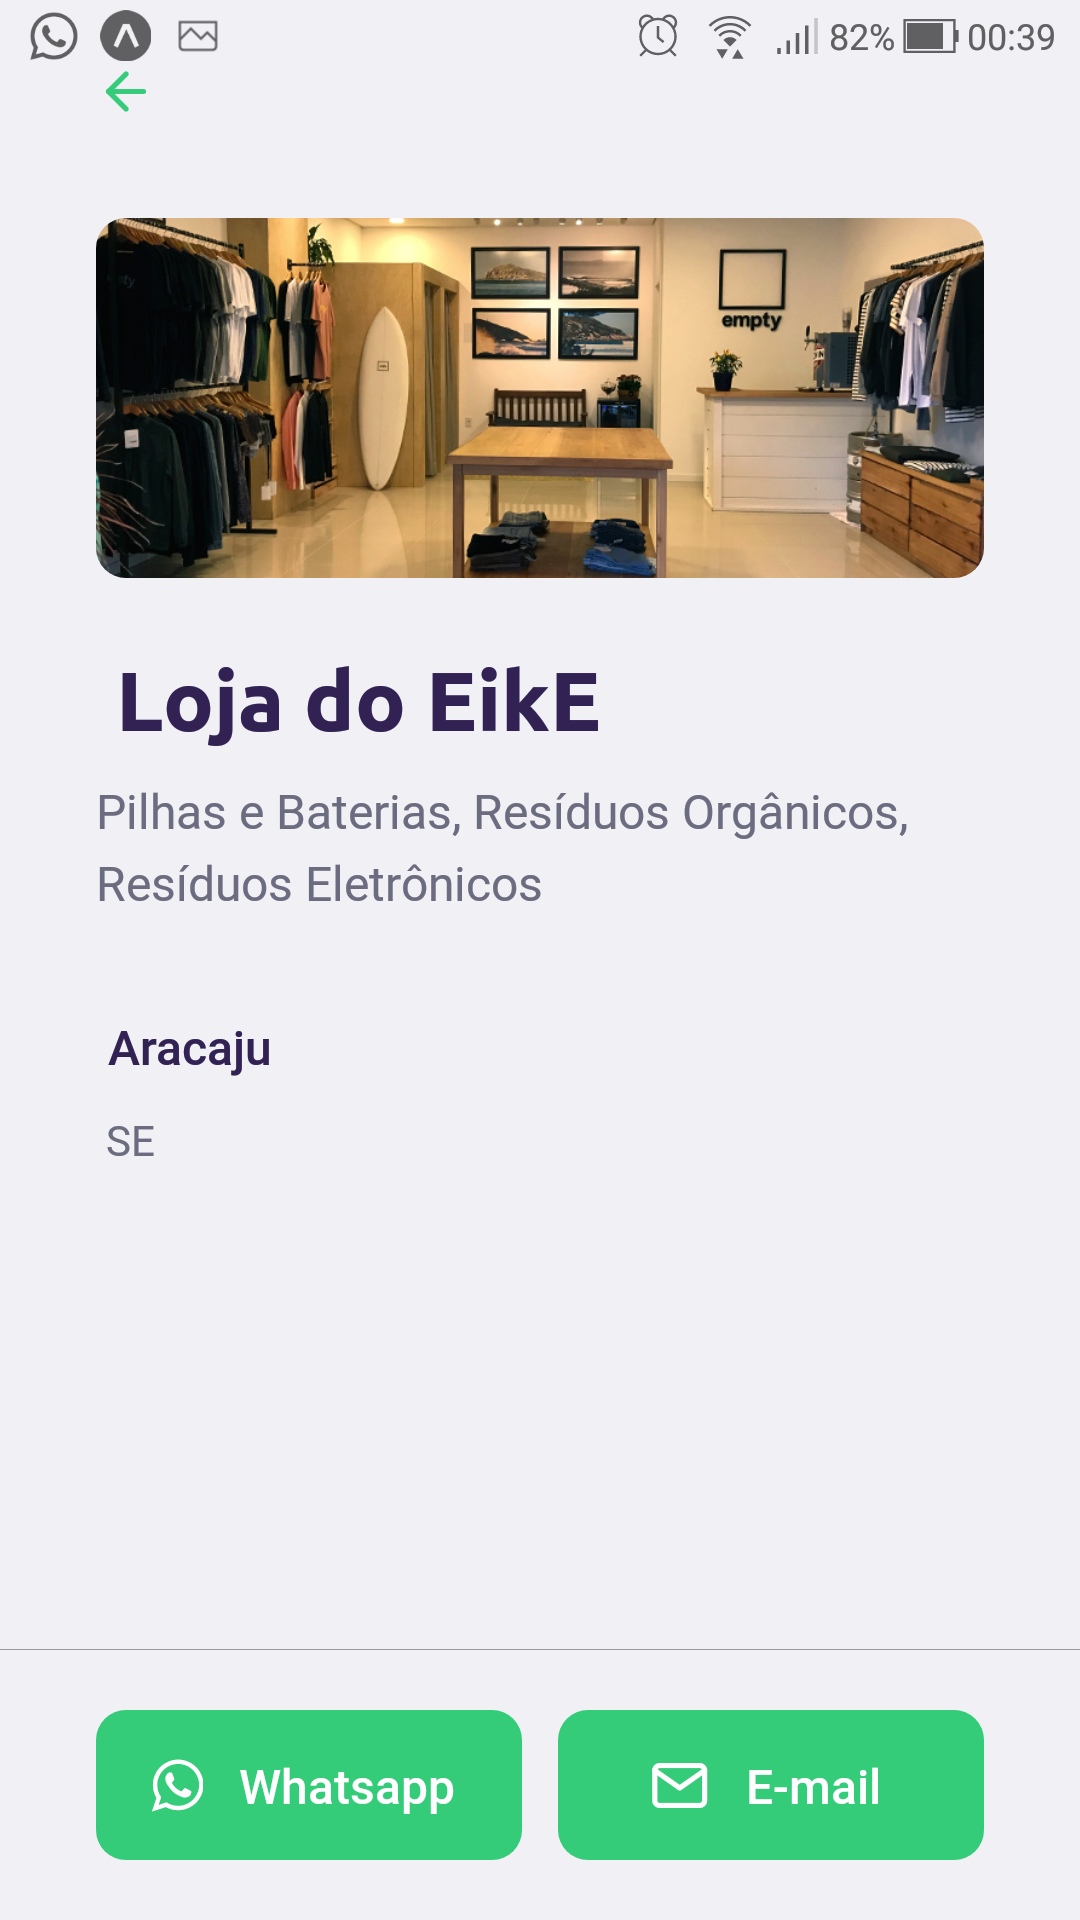 82% 00:39
empty
Loja do EikE
Pilhas e Baterias, Resíduos Orgânicos,
Resíduos Eletrônicos
Aracaju
SE
Whatsapp
E-mail